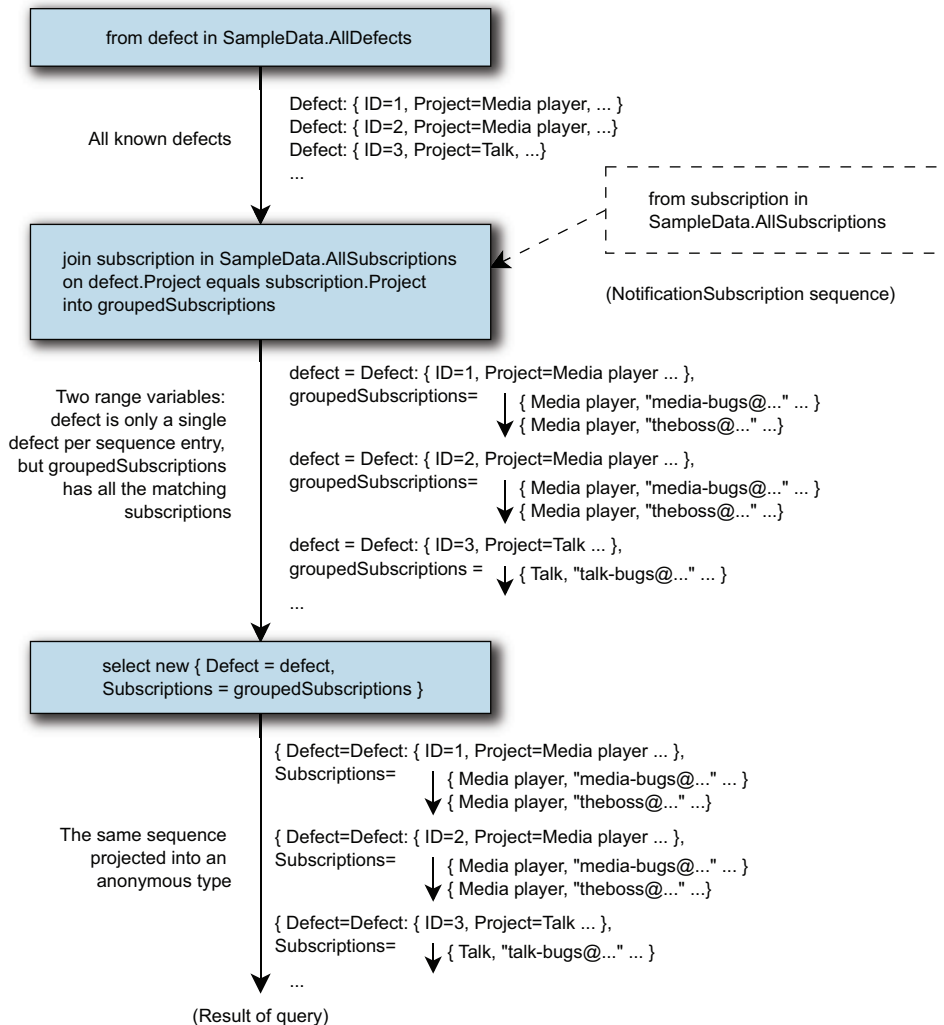 from defect in SampleData.AllDefects
All known defects
Defect: { ID=1, Project=Media player, ... }
Defect: { ID=2, Project=Media player, ...}
Defect: { ID=3, Project=Talk, ...}
...
from subscription in
SampleData.AllSubscriptions
(NotificationSubscription sequence)
join subscription in SampleData.AllSubscriptions
on defect.Project equals subscription.Project
into groupedSubscriptions
Two range variables:
defect is only a single
defect per sequence entry,
but groupedSubscriptions
has all the matching
subscriptions
defect = Defect: { ID=1, Project=Media player ... },
groupedSubscriptions=
{ Media player, "media-bugs@..." ... }
{ Media player, "theboss@..." ...}
defect = Defect: { ID=2, Project=Media player ... },
groupedSubscriptions=
{ Media player, "media-bugs@..." ... }
{ Media player, "theboss@..." ...}
defect = Defect: { ID=3, Project=Talk ... },
groupedSubscriptions =
{ Talk, "talk-bugs@..." ... }
...
select new { Defect = defect,
Subscriptions = groupedSubscriptions }
The same sequence
projected into an
anonymous type
{ Defect=Defect: { ID=1, Project=Media player ... },
Subscriptions=
{ Media player, "media-bugs@..." ... }
{ Media player, "theboss@..." ...}
{ Defect=Defect: { ID=2, Project=Media player ... },
Subscriptions=
{ Media player, "media-bugs@..." ... }
{ Media player, "theboss@..." ...}
{ Defect=Defect: { ID=3, Project=Talk ... },
Subscriptions=
{ Talk, "talk-bugs@..." ... }
...
(Result of query)